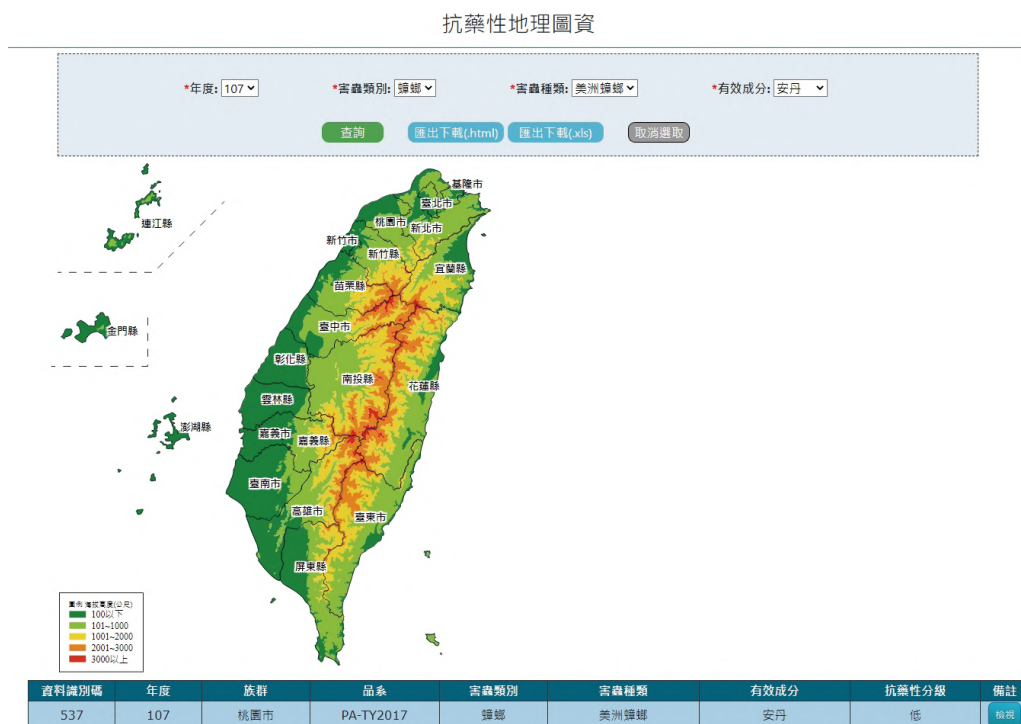 抗藥性地理圖資
*年度: 107 *害蟲類別: 蟑螂 *害蟲種類: 美洲蟑螂 *有效成分: 安丹
查詢 匯出下載(.html) 匯出下載(.xls) 取消選取
基隆市
臺北市
連江縣
桃園市
新北市
新竹市
新竹縣
宜蘭縣
苗栗縣
臺中市
金門縣
彰化縣
南投縣
花蓮縣
雲林縣
澎湖縣
嘉義市
嘉義縣
臺南市
高雄市
臺東市
屏東縣
圖例 海拔高度(公尺)
100以下
101~1000
1001~2000
2001~3000
3000以上
資料識別碼 年度 族群 品系 害蟲類別 害蟲種類 有效成分 抗藥性分級 備註
537 107 桃園市 PA-TY2017 蟑螂 美洲蟑螂 安丹 低 檢視